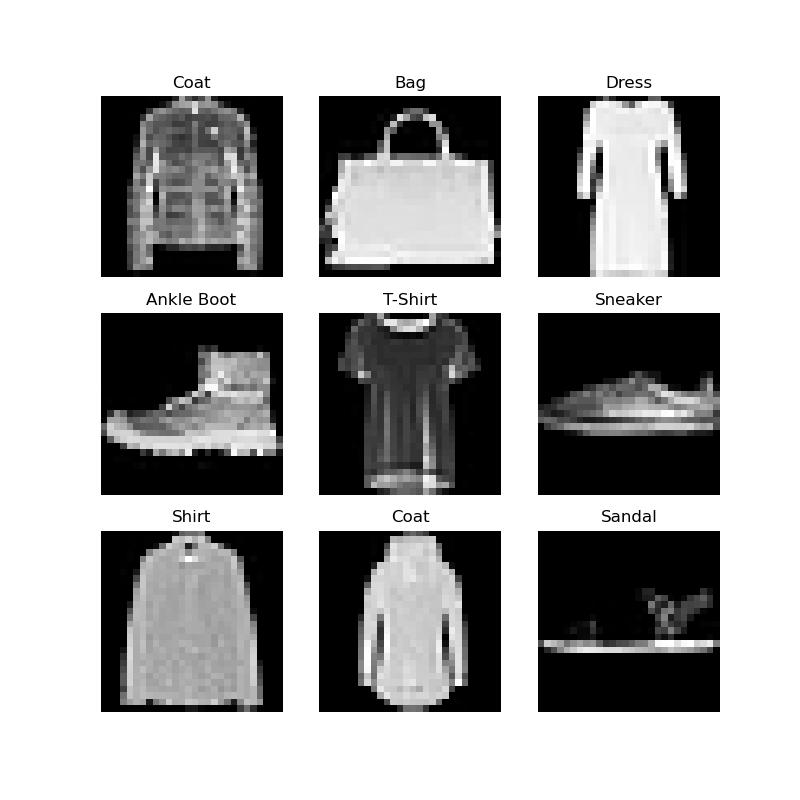 Coat
Bag
Dress
Ankle Boot
T-Shirt
Sneaker
Shirt
Coat
Sandal